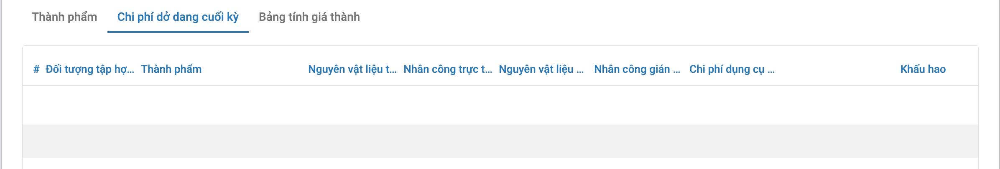 Thành phẩm Chi phí dở dang cuối kỳ Bảng tính giá thành
# Đối tượng tập hợ... Thành phẩm Nguyên vật liệu t... Nhân công trực t... Nguyên vật liệu ... Nhân công gián ... Chi phí dụng cụ ... Khấu hao